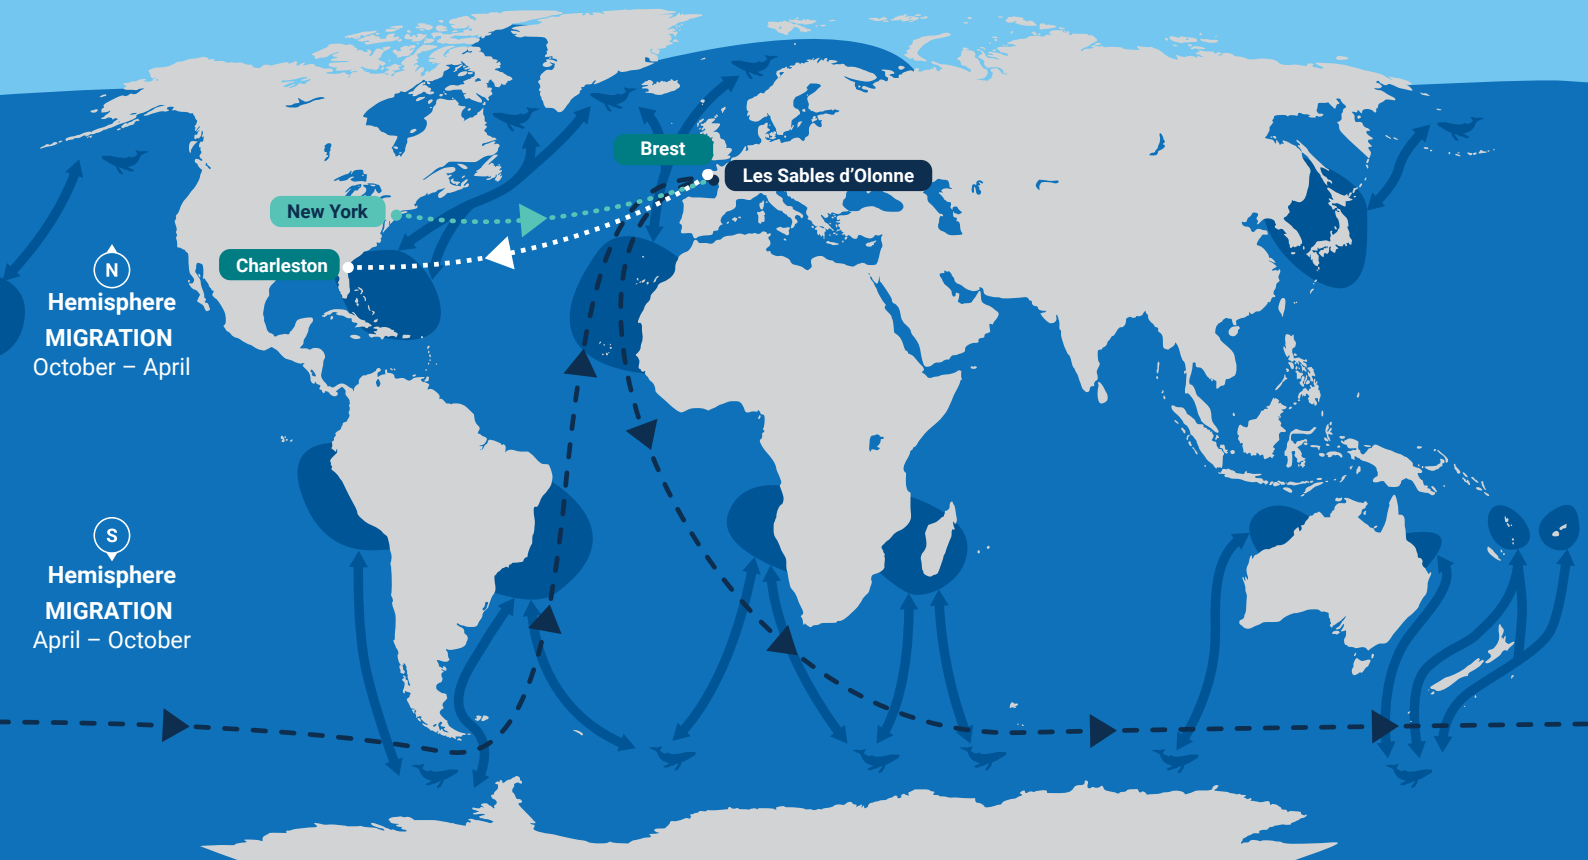 Brest
Les Sables d’Olonne
New York
Charleston
N
Hemisphere
MIGRATION
October – April
S
Hemisphere
MIGRATION
April – October